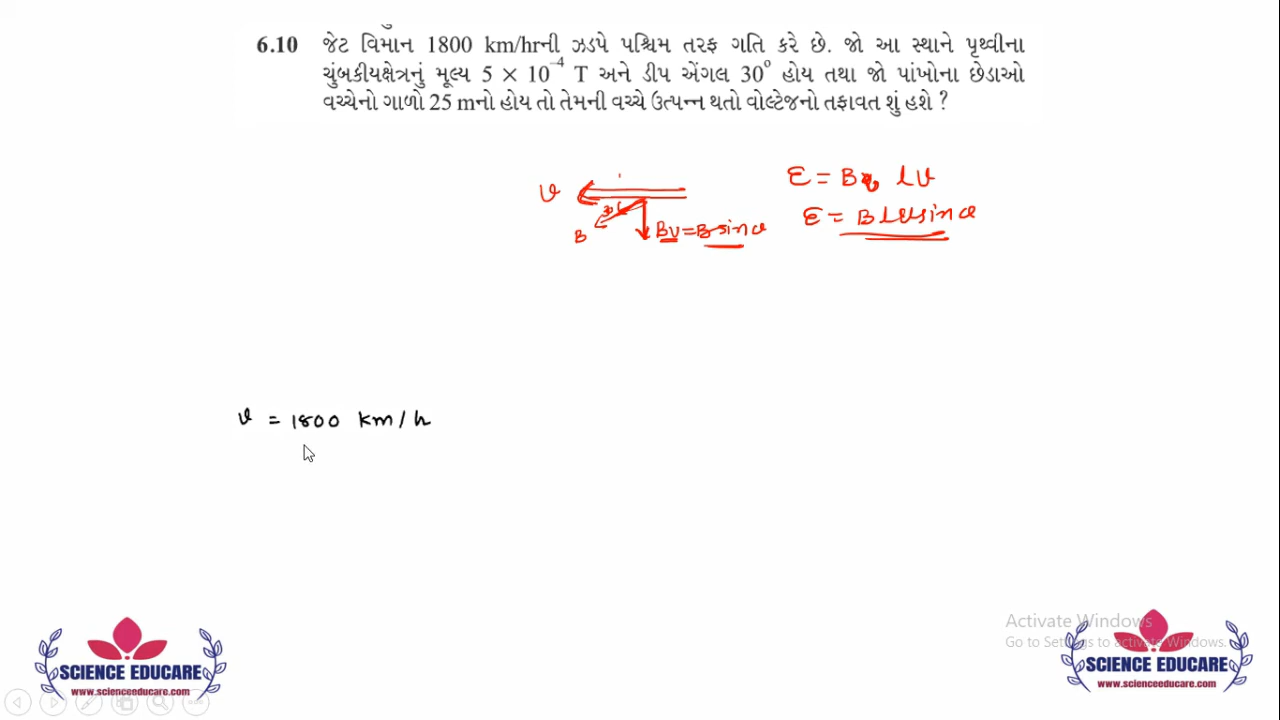 6.10 જેટ વિમાન 1800 km/hrની ઝડપે પશ્ચિમ તરફ ગતિ કરે છે. જો આ સ્થાને પૃથ્વીના
ચુંબકીયક્ષેત્રનું મૂલ્ય 5 × 10⁻⁴ T અને ડીપ એંગલ 30° હોય તથા જો પાંખોના છેડાઓ
વચ્ચેનો ગાળો 25 mનો હોય તો તેમની વચ્ચે ઉત્પન્ન થતો વોલ્ટેજનો તફાવત શું હશે ?
v
B
Bv = B sin α
ε = Bv l v
ε = B l v sin α
v = 1800 km/h
Activate Windows
Go to Settings to activate Windows.
SCIENCE EDUCARE
www.scienceeducare.com
SCIENCE EDUCARE
www.scienceeducare.com